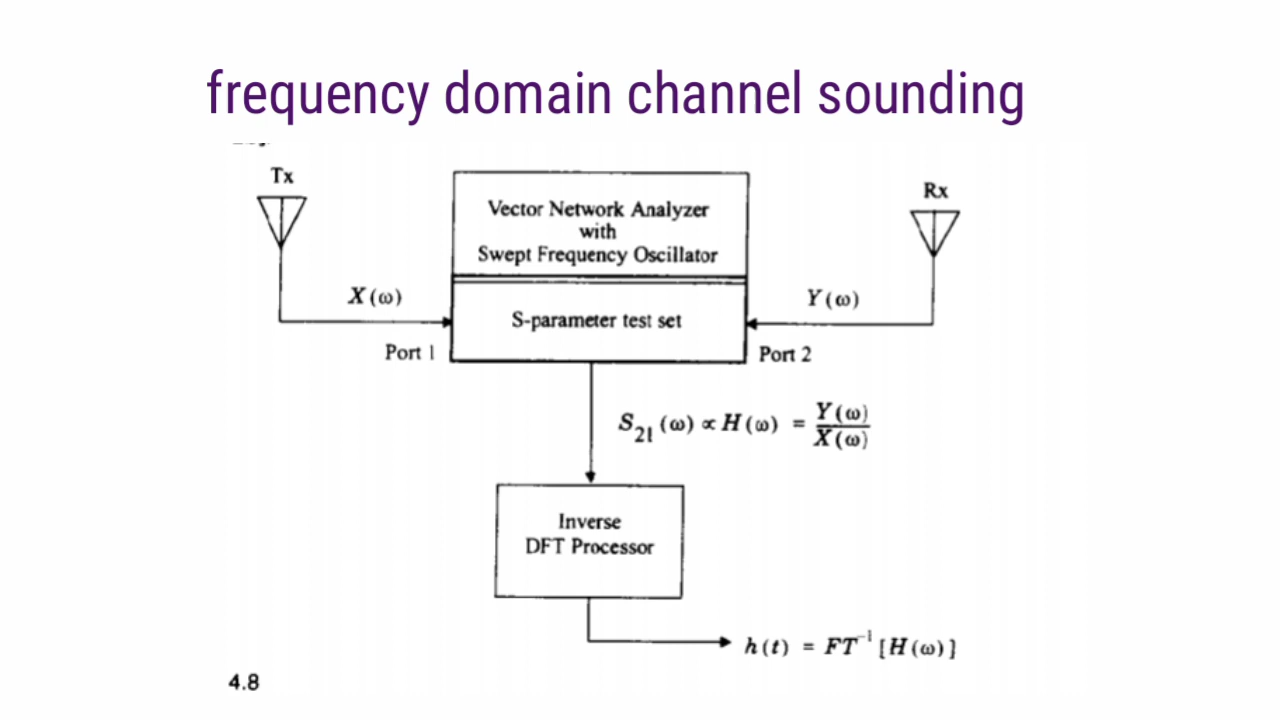 frequency domain channel sounding
Tx
Rx
Vector Network Analyzer
with
Swept Frequency Oscillator
X(ω)
Y(ω)
S-parameter test set
Port 1
Port 2
S21(ω) ∝ H(ω) = Y(ω)/X(ω)
Inverse
DFT Processor
h(t) = FT⁻¹[H(ω)]
4.8